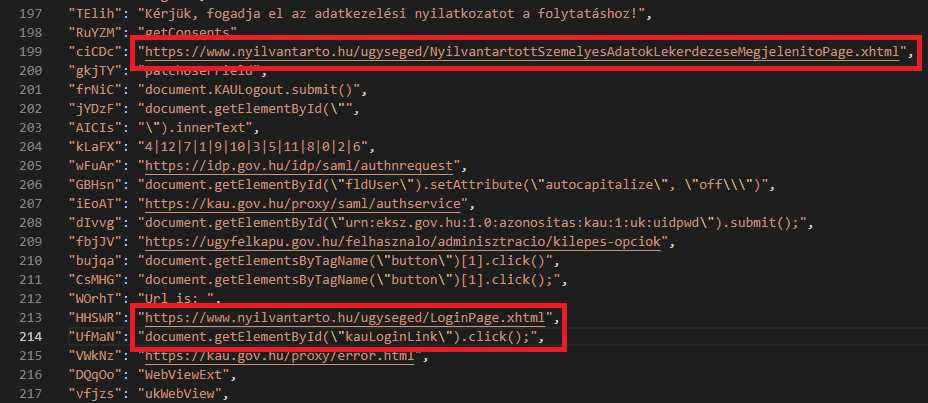 197 "TElih": "Kérjük, fogadja el az adatkezelési nyilatkozatot a folytatáshoz!",
198 "RuYZM": "getConsents"
199 "ciCDc": "https://www.nyilvantarto.hu/ugyseged/NyilvantartottSzemelyesAdatokLekerdezeseMegjelenitoPage.xhtml",
200 "gkjTY": "patchUserField",
201 "frNiC": "document.KAULogout.submit()",
202 "jYDzF": "document.getElementById(\"",
203 "AICIs": "\").innerText",
204 "kLaFX": "4|12|7|1|9|10|3|5|11|8|0|2|6",
205 "wFuAr": "https://idp.gov.hu/idp/saml/authnrequest",
206 "GBHsn": "document.getElementById(\"fldUser\").setAttribute(\"autocapitalize\", \"off\\\")",
207 "iEoAT": "https://kau.gov.hu/proxy/saml/authservice",
208 "dIvvg": "document.getElementById(\"urn:eksz.gov.hu:1.0:azonositas:kau:1:uk:uidpwd\").submit();",
209 "fbjJV": "https://ugyfelkapu.gov.hu/felhasznalo/adminisztracio/kilepes-opciok",
210 "bujqa": "document.getElementsByTagName(\"button\")[1].click()",
211 "CsMHG": "document.getElementsByTagName(\"button\")[1].click();",
212 "WOrhT": "Url is: ",
213 "HHSWR": "https://www.nyilvantarto.hu/ugyseged/LoginPage.xhtml",
214 "UfMaN": "document.getElementById(\"kauLoginLink\").click();",
215 "VWkNz": "https://kau.gov.hu/proxy/error.html",
216 "DQqOo": "WebViewExt",
217 "vfjzs": "ukWebView",